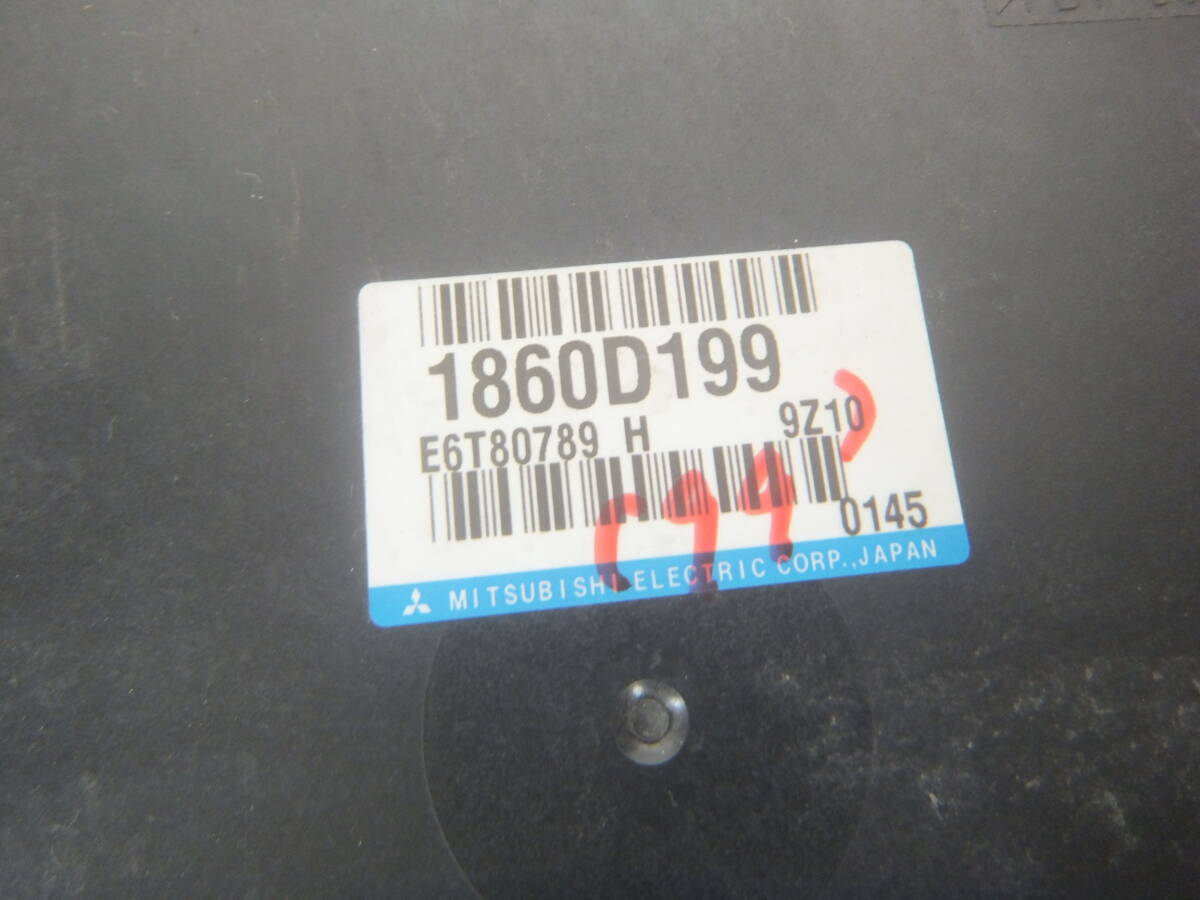 1860D199
E6T80789 H 9Z10
0145
MITSUBISHI ELECTRIC CORP.,JAPAN